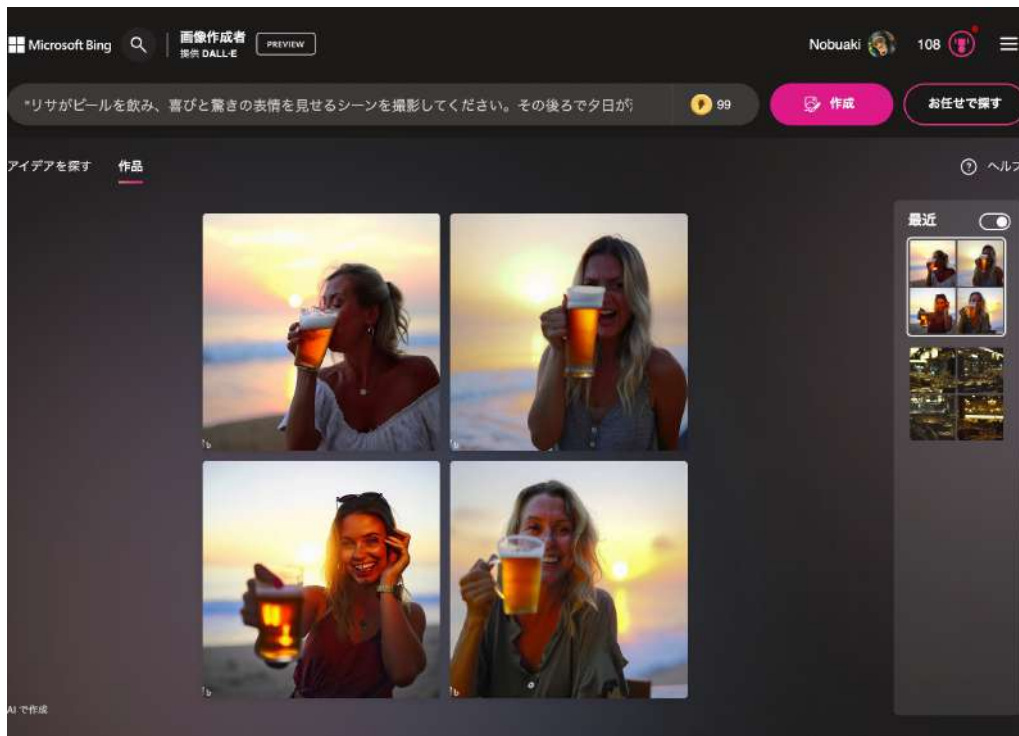 Microsoft Bing
画像作成者
提供 DALL·E
PREVIEW
Nobuaki
108
"リサがビールを飲み、喜びと驚きの表情を見せるシーンを撮影してください。その後ろで夕日が
99
作成
お任せで探す
アイデアを探す
作品
ヘルプ
最近
AI で作成